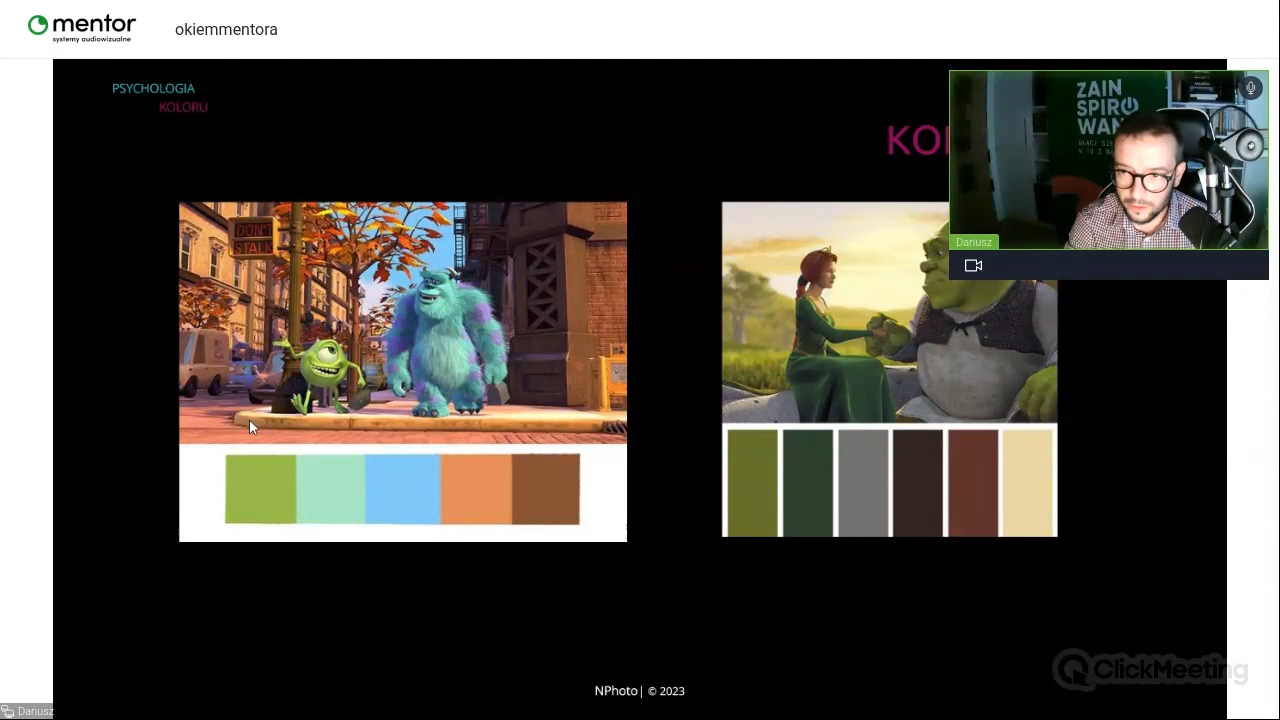 mentor
systemy audiowizualne
okiemmentora
PSYCHOLOGIA
KOLORU
ZAIN
SPIRO
WAN
Dariusz
DON'T
STALL
ClickMeeting
NPhoto | © 2023
Dariusz